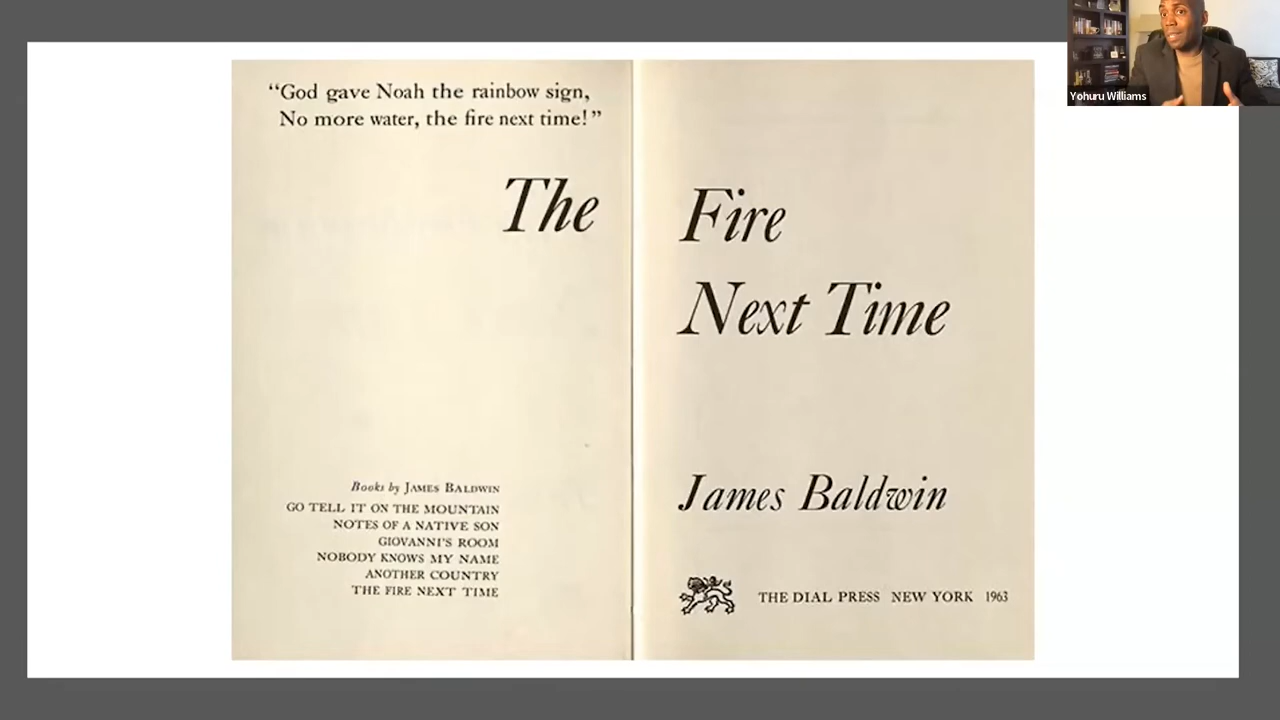 “God gave Noah the rainbow sign,
No more water, the fire next time!”
The
Fire
Next Time
Books by JAMES BALDWIN
GO TELL IT ON THE MOUNTAIN
NOTES OF A NATIVE SON
GIOVANNI'S ROOM
NOBODY KNOWS MY NAME
ANOTHER COUNTRY
THE FIRE NEXT TIME
James Baldwin
THE DIAL PRESS NEW YORK 1963
Yohuru Williams